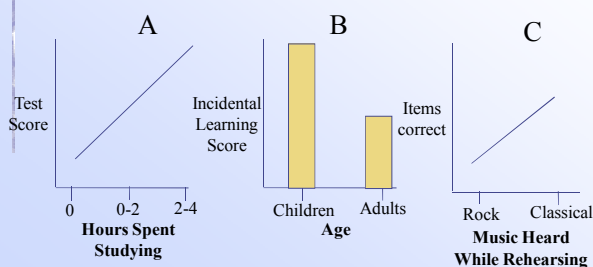 A
Test
Score
0 0-2 2-4
Hours Spent
Studying
B
Incidental
Learning
Score
Children Adults
Age
C
Items
correct
Rock Classical
Music Heard
While Rehearsing